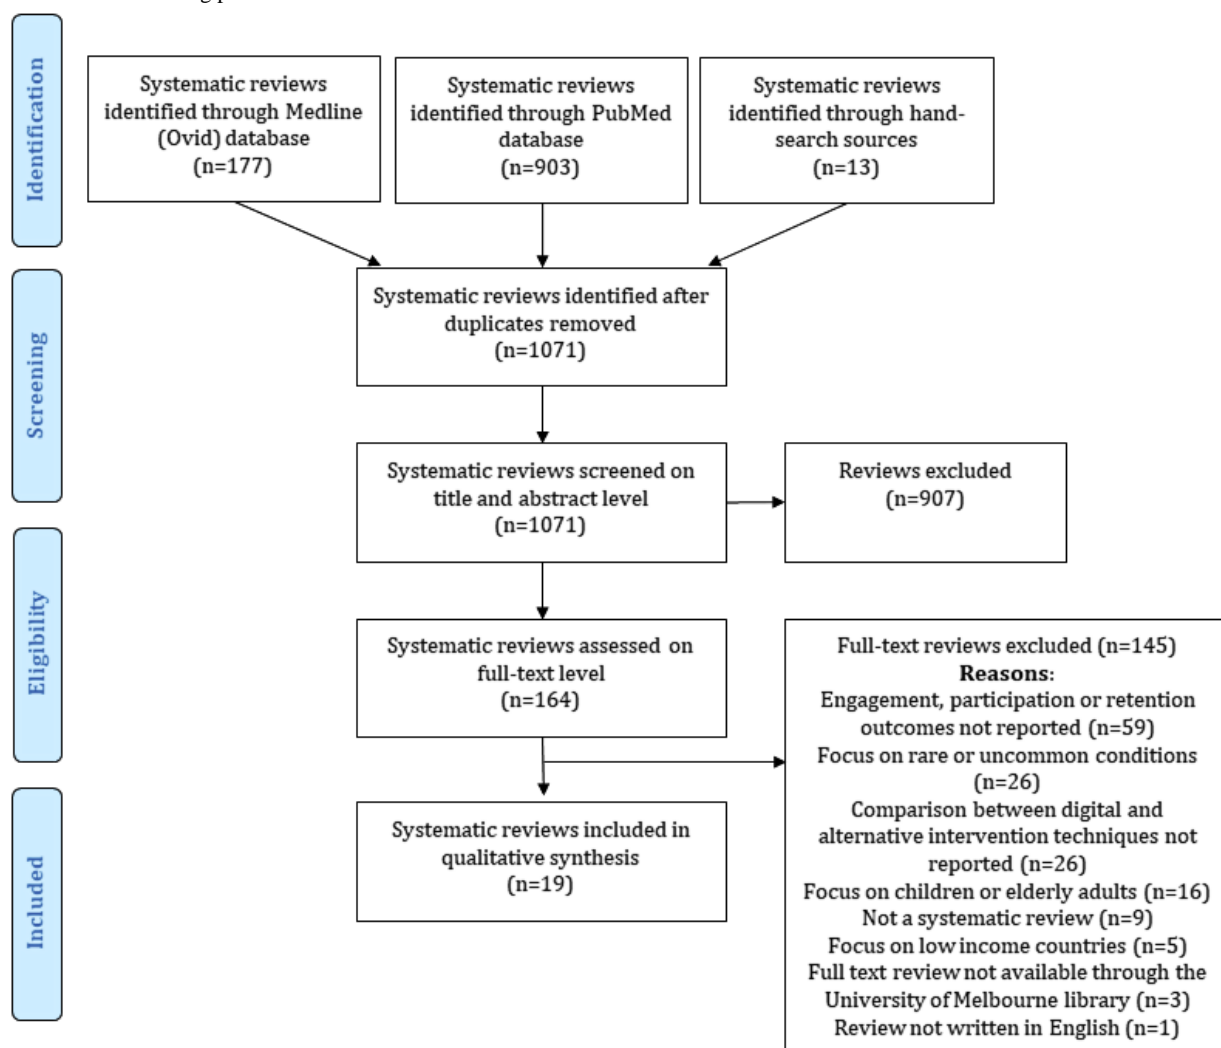 Identification
Systematic reviews
identified through Medline
(Ovid) database
(n=177)
Systematic reviews
identified through PubMed
database
(n=903)
Systematic reviews
identified through hand-
search sources
(n=13)
Screening
Systematic reviews identified after
duplicates removed
(n=1071)
Systematic reviews screened on
title and abstract level
(n=1071)
Reviews excluded
(n=907)
Eligibility
Systematic reviews assessed on
full-text level
(n=164)
Full-text reviews excluded (n=145)
Reasons:
Engagement, participation or retention
outcomes not reported (n=59)
Focus on rare or uncommon conditions
(n=26)
Comparison between digital and
alternative intervention techniques not
reported (n=26)
Focus on children or elderly adults (n=16)
Not a systematic review (n=9)
Focus on low income countries (n=5)
Full text review not available through the
University of Melbourne library (n=3)
Review not written in English (n=1)
Included
Systematic reviews included in
qualitative synthesis
(n=19)